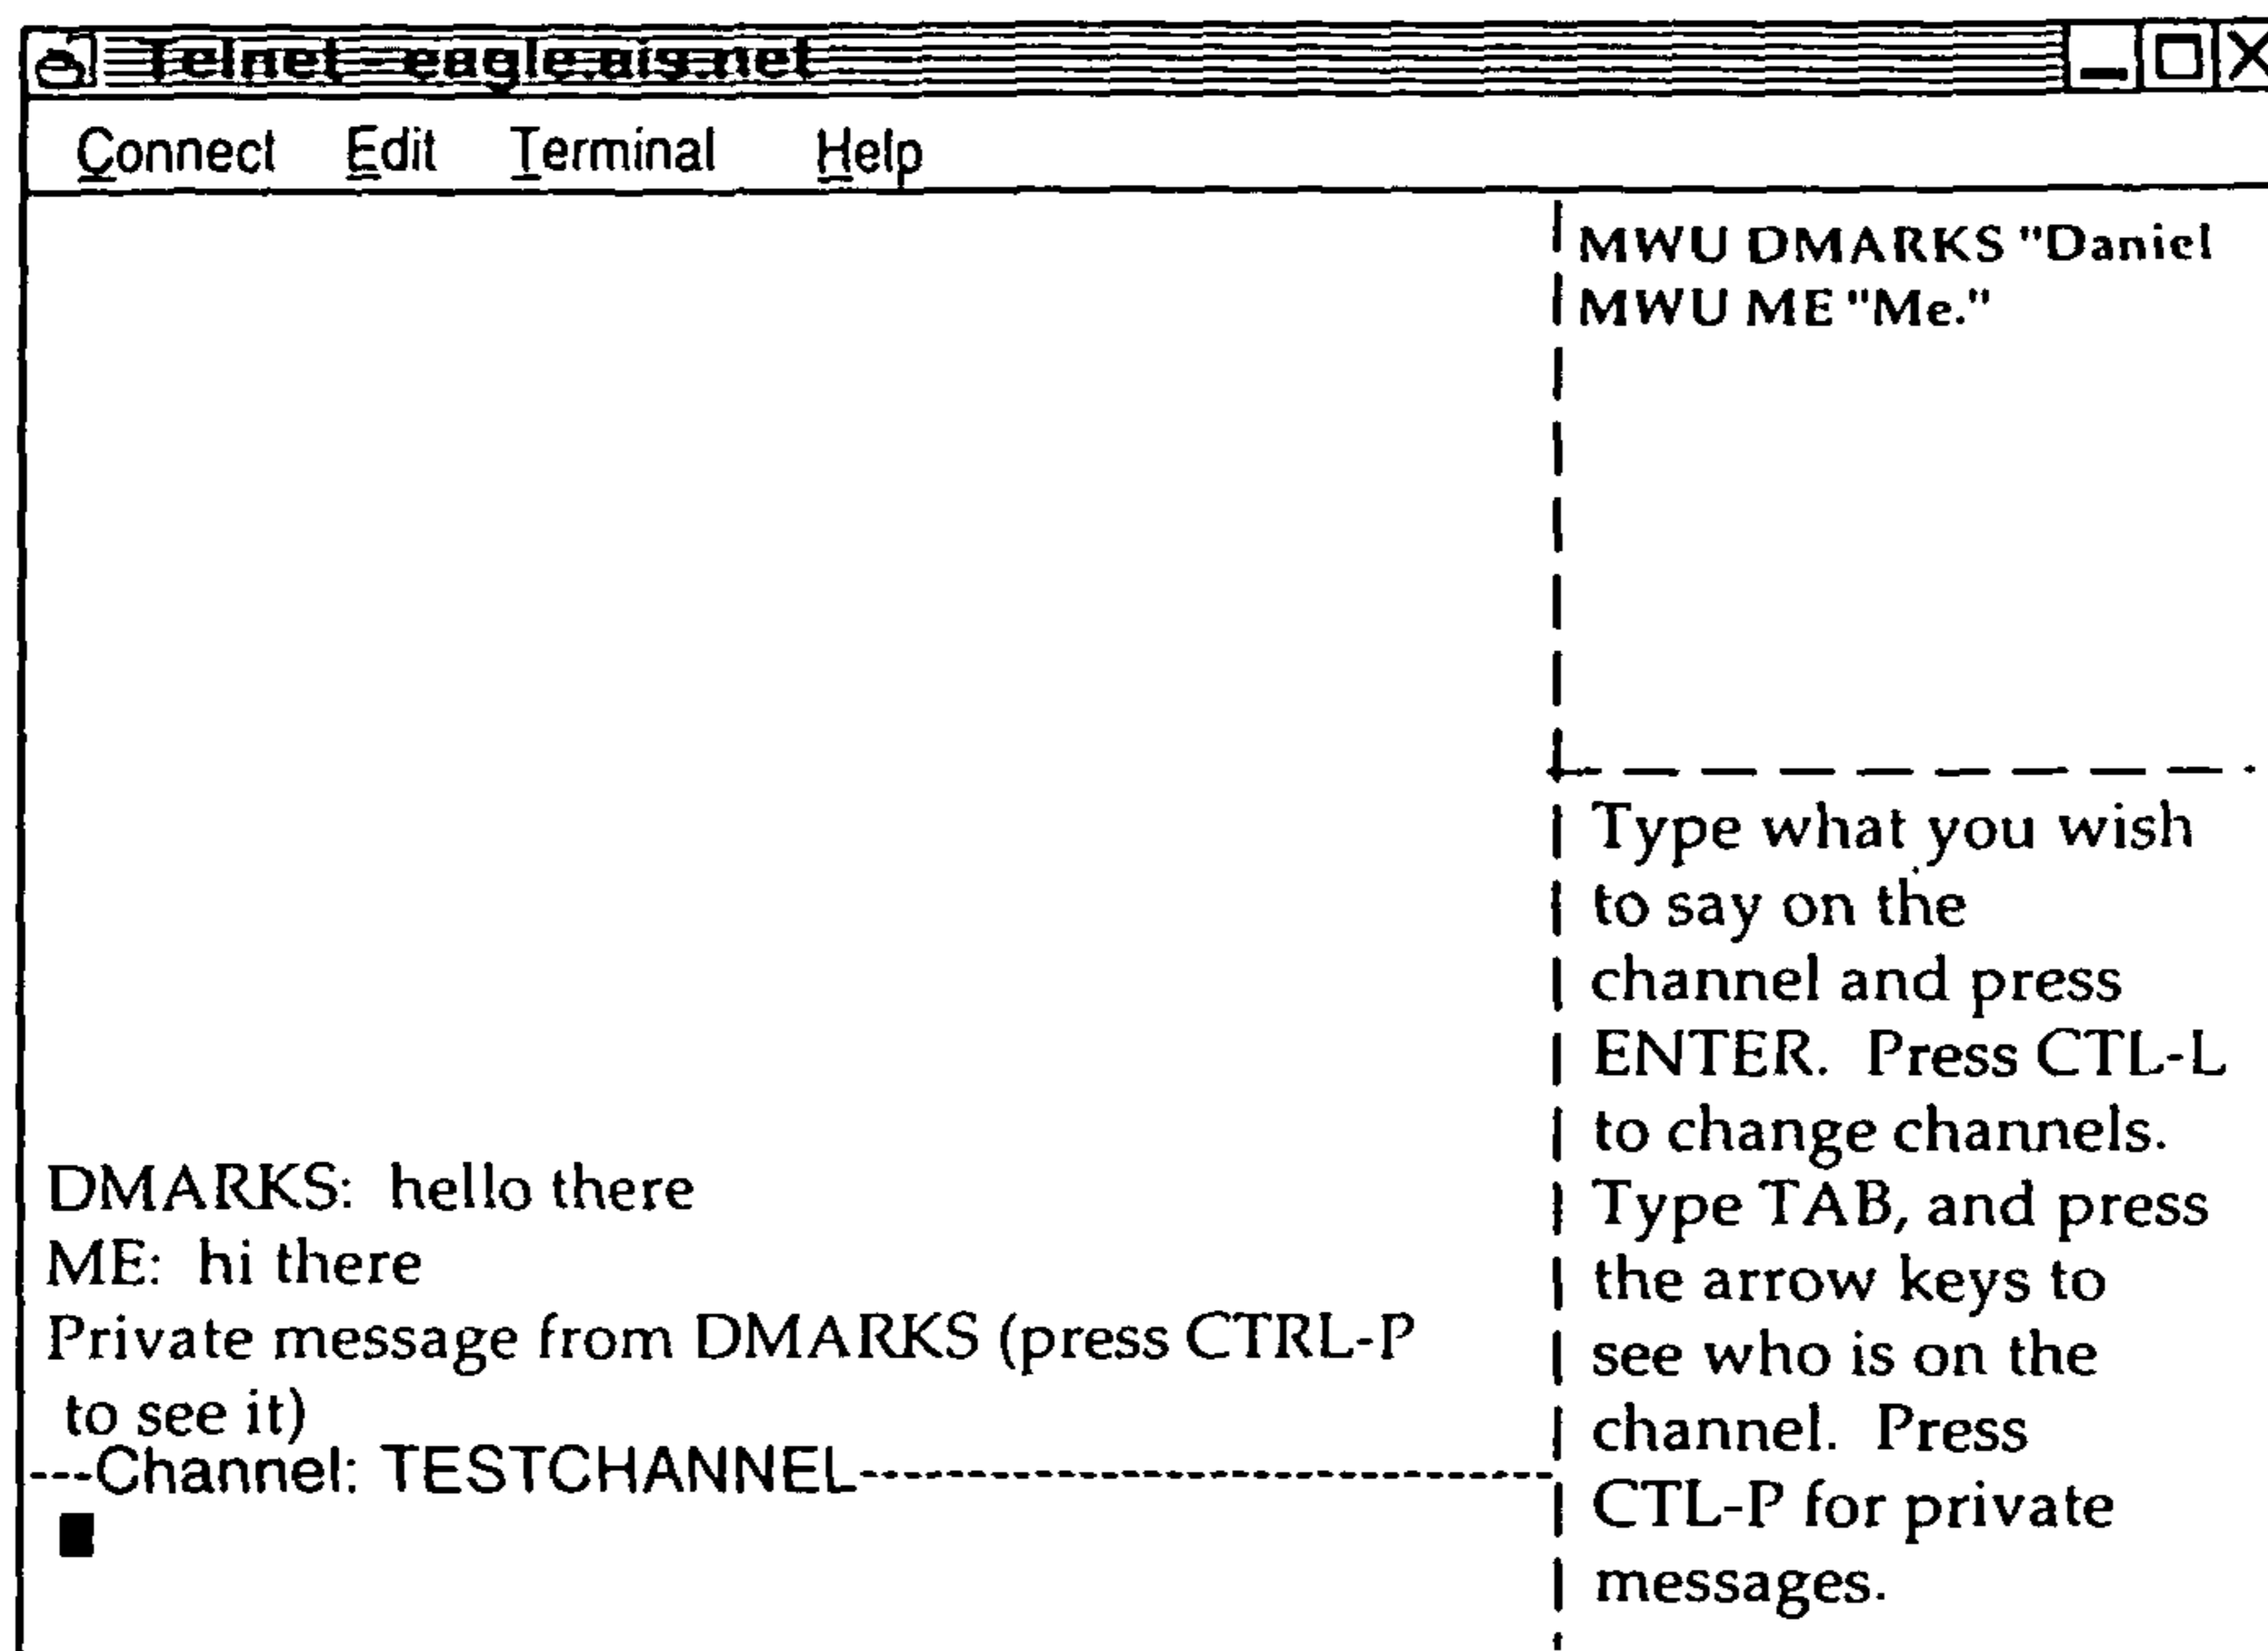 Telnet - eagle.ais.net
Connect Edit Terminal Help
MWU DMARKS "Daniel
MWU ME "Me."
DMARKS: hello there
ME: hi there
Private message from DMARKS (press CTRL-P
to see it)
---Channel: TESTCHANNEL------------------------------
Type what you wish
to say on the
channel and press
ENTER. Press CTL-L
to change channels.
Type TAB, and press
the arrow keys to
see who is on the
channel. Press
CTL-P for private
messages.